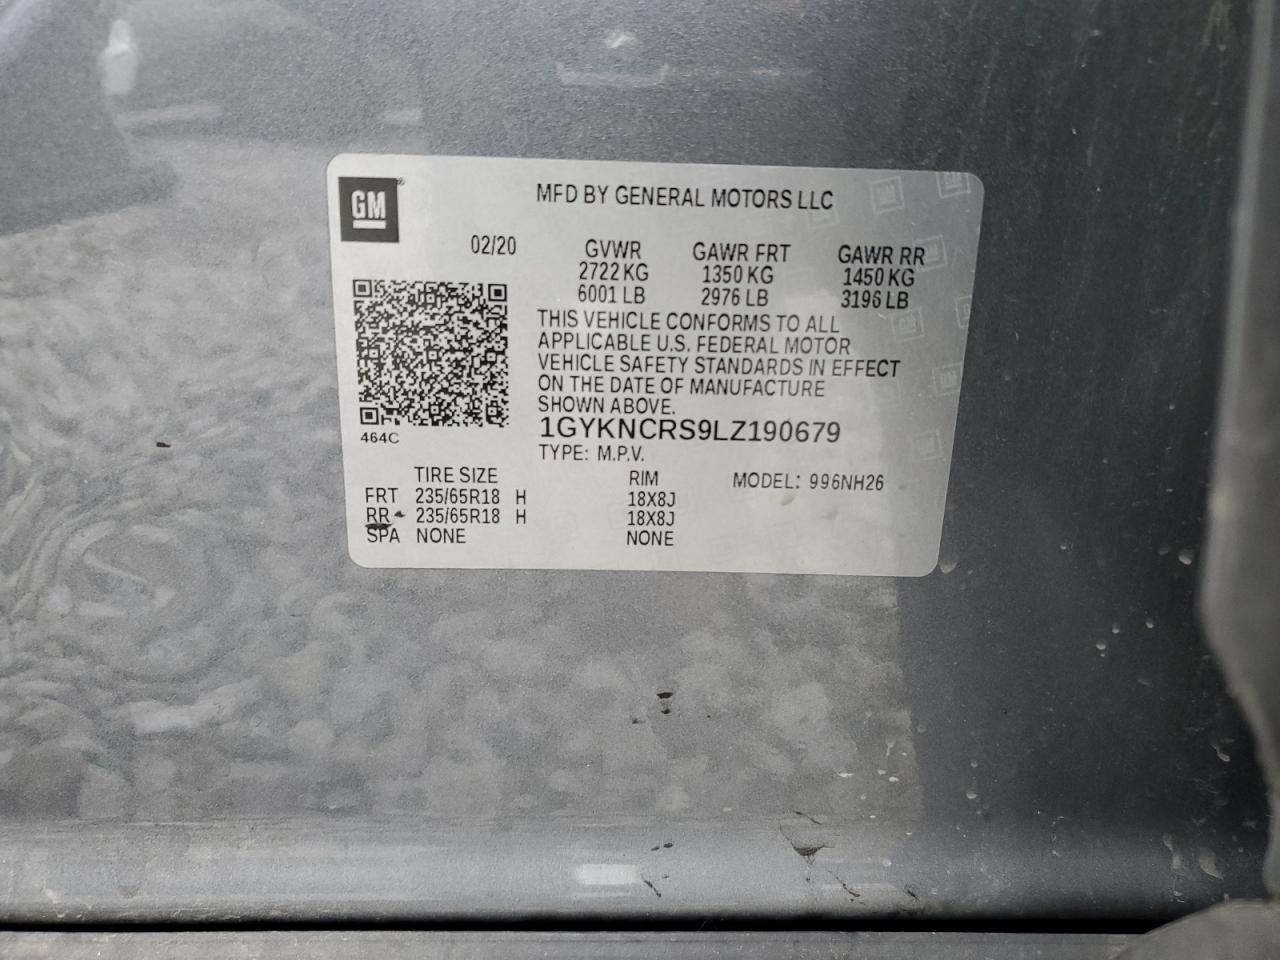 GM®
MFD BY GENERAL MOTORS LLC
02/20 GVWR GAWR FRT GAWR RR
2722 KG 1350 KG 1450 KG
6001 LB 2976 LB 3196 LB
THIS VEHICLE CONFORMS TO ALL
APPLICABLE U.S. FEDERAL MOTOR
VEHICLE SAFETY STANDARDS IN EFFECT
ON THE DATE OF MANUFACTURE
SHOWN ABOVE.
1GYKNCRS9LZ190679
464C
TYPE: M.P.V.
TIRE SIZE RIM MODEL: 996NH26
FRT 235/65R18 H 18X8J
RR 235/65R18 H 18X8J
SPA NONE NONE